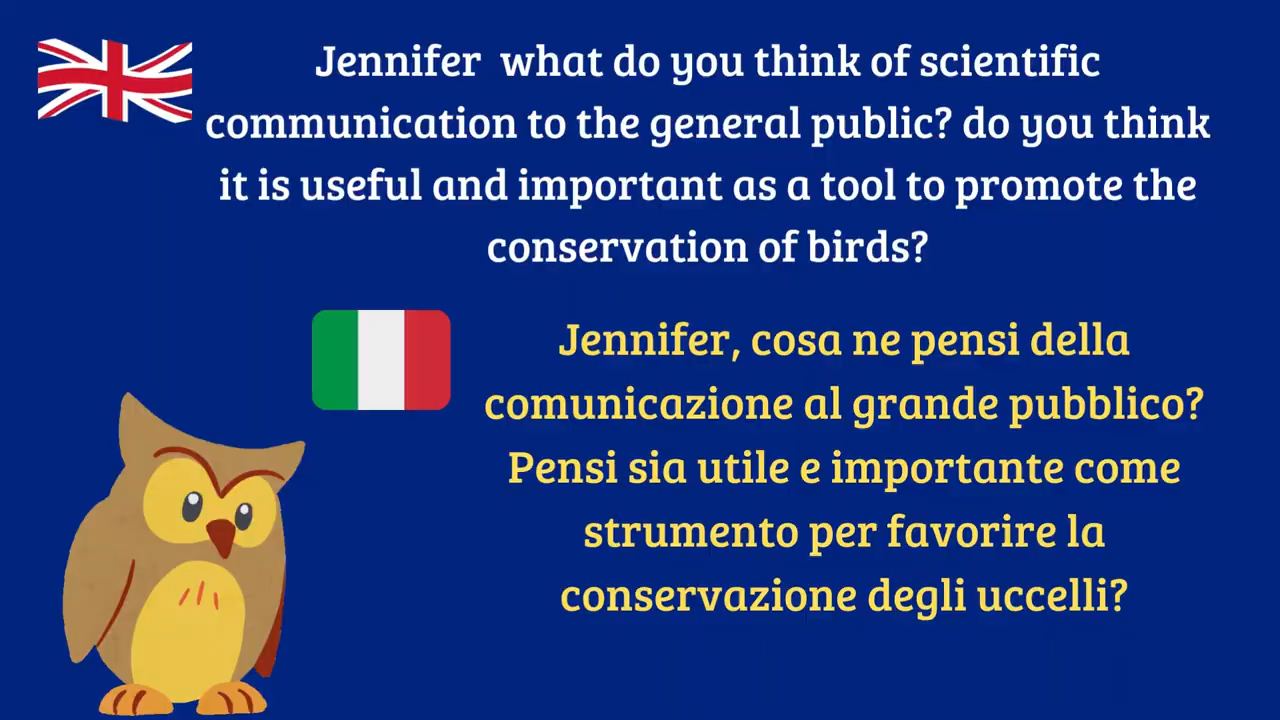 Jennifer  what do you think of scientific
communication to the general public? do you think
it is useful and important as a tool to promote the
conservation of birds?
Jennifer, cosa ne pensi della
comunicazione al grande pubblico?
Pensi sia utile e importante come
strumento per favorire la
conservazione degli uccelli?